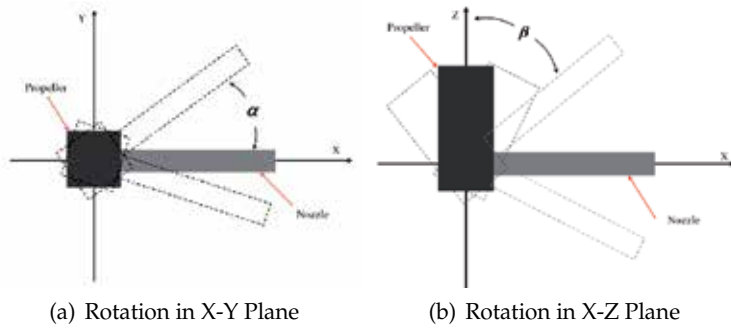 Y
Propeller
α
X
Nozzle
(a) Rotation in X-Y Plane
Z
β
Propeller
X
Nozzle
(b) Rotation in X-Z Plane